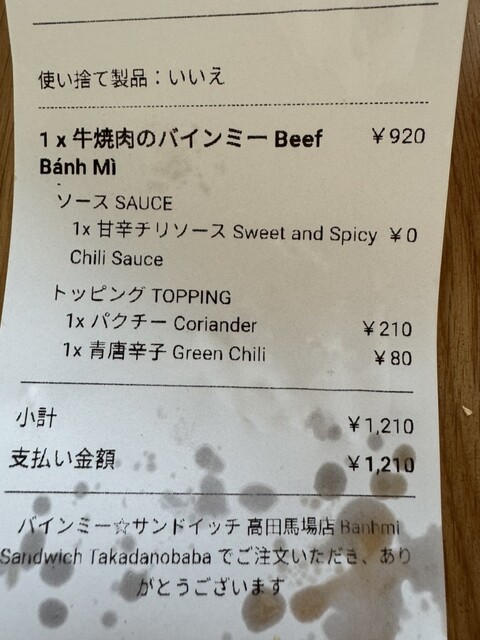 使い捨て製品：いいえ
1 x 牛焼肉のバインミー Beef ￥920
Bánh Mì
ソース SAUCE
1x 甘辛チリソース Sweet and Spicy ￥0
Chili Sauce
トッピング TOPPING
1x パクチー Coriander ￥210
1x 青唐辛子 Green Chili ￥80
小計 ￥1,210
支払い金額 ￥1,210
バインミー☆サンドイッチ 高田馬場店 Banhmi
Sandwich Takadanobaba でご注文いただき、あり
がとうございます